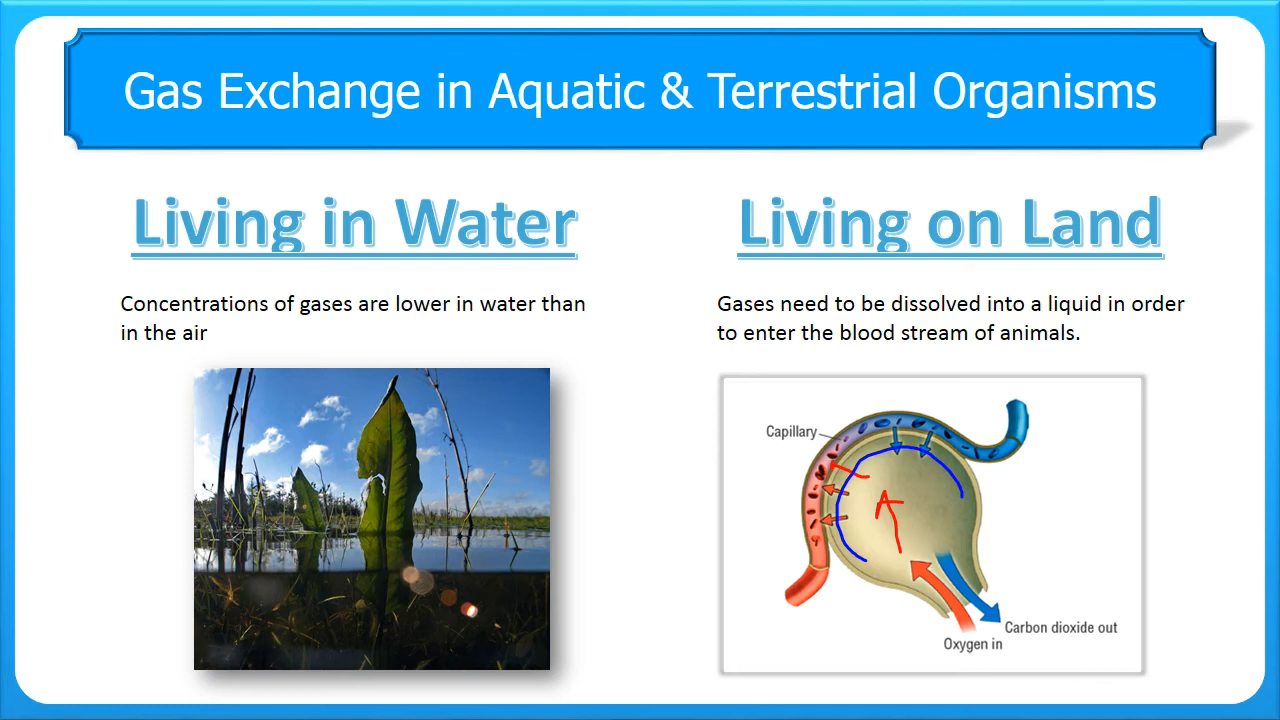 Gas Exchange in Aquatic & Terrestrial Organisms
Living in Water
Concentrations of gases are lower in water than
in the air
Living on Land
Gases need to be dissolved into a liquid in order
to enter the blood stream of animals.
Capillary
Carbon dioxide out
Oxygen in